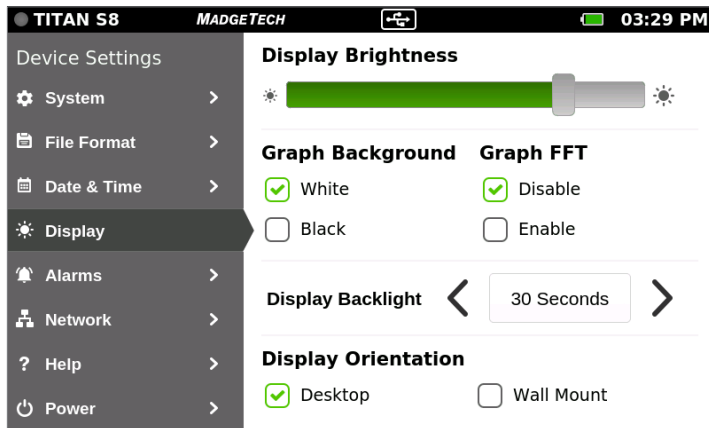 TITAN S8 MADGETECH 03:29 PM
Device Settings
System
File Format
Date & Time
Display
Alarms
Network
? Help
Power
Display Brightness
Graph Background Graph FFT
White Disable
Black Enable
Display Backlight 30 Seconds
Display Orientation
Desktop Wall Mount